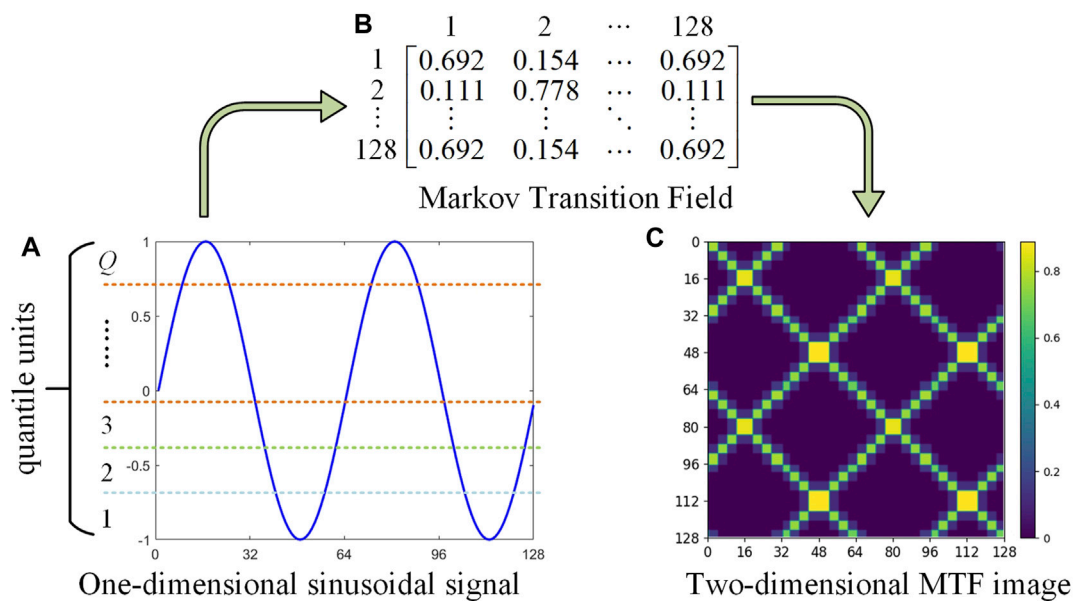 B
1 2 ⋯ 128
1 0.692 0.154 ⋯ 0.692
2 0.111 0.778 ⋯ 0.111
⋮ ⋮ ⋮ ⋱ ⋮
128 0.692 0.154 ⋯ 0.692
Markov Transition Field
A
quantile units
Q
⋮
3
2
1
1
0.5
0
-0.5
-1
0 32 64 96 128
One-dimensional sinusoidal signal
C
0
16
32
48
64
80
96
112
128
0 16 32 48 64 80 96 112 128
0.8
0.6
0.4
0.2
0
Two-dimensional MTF image